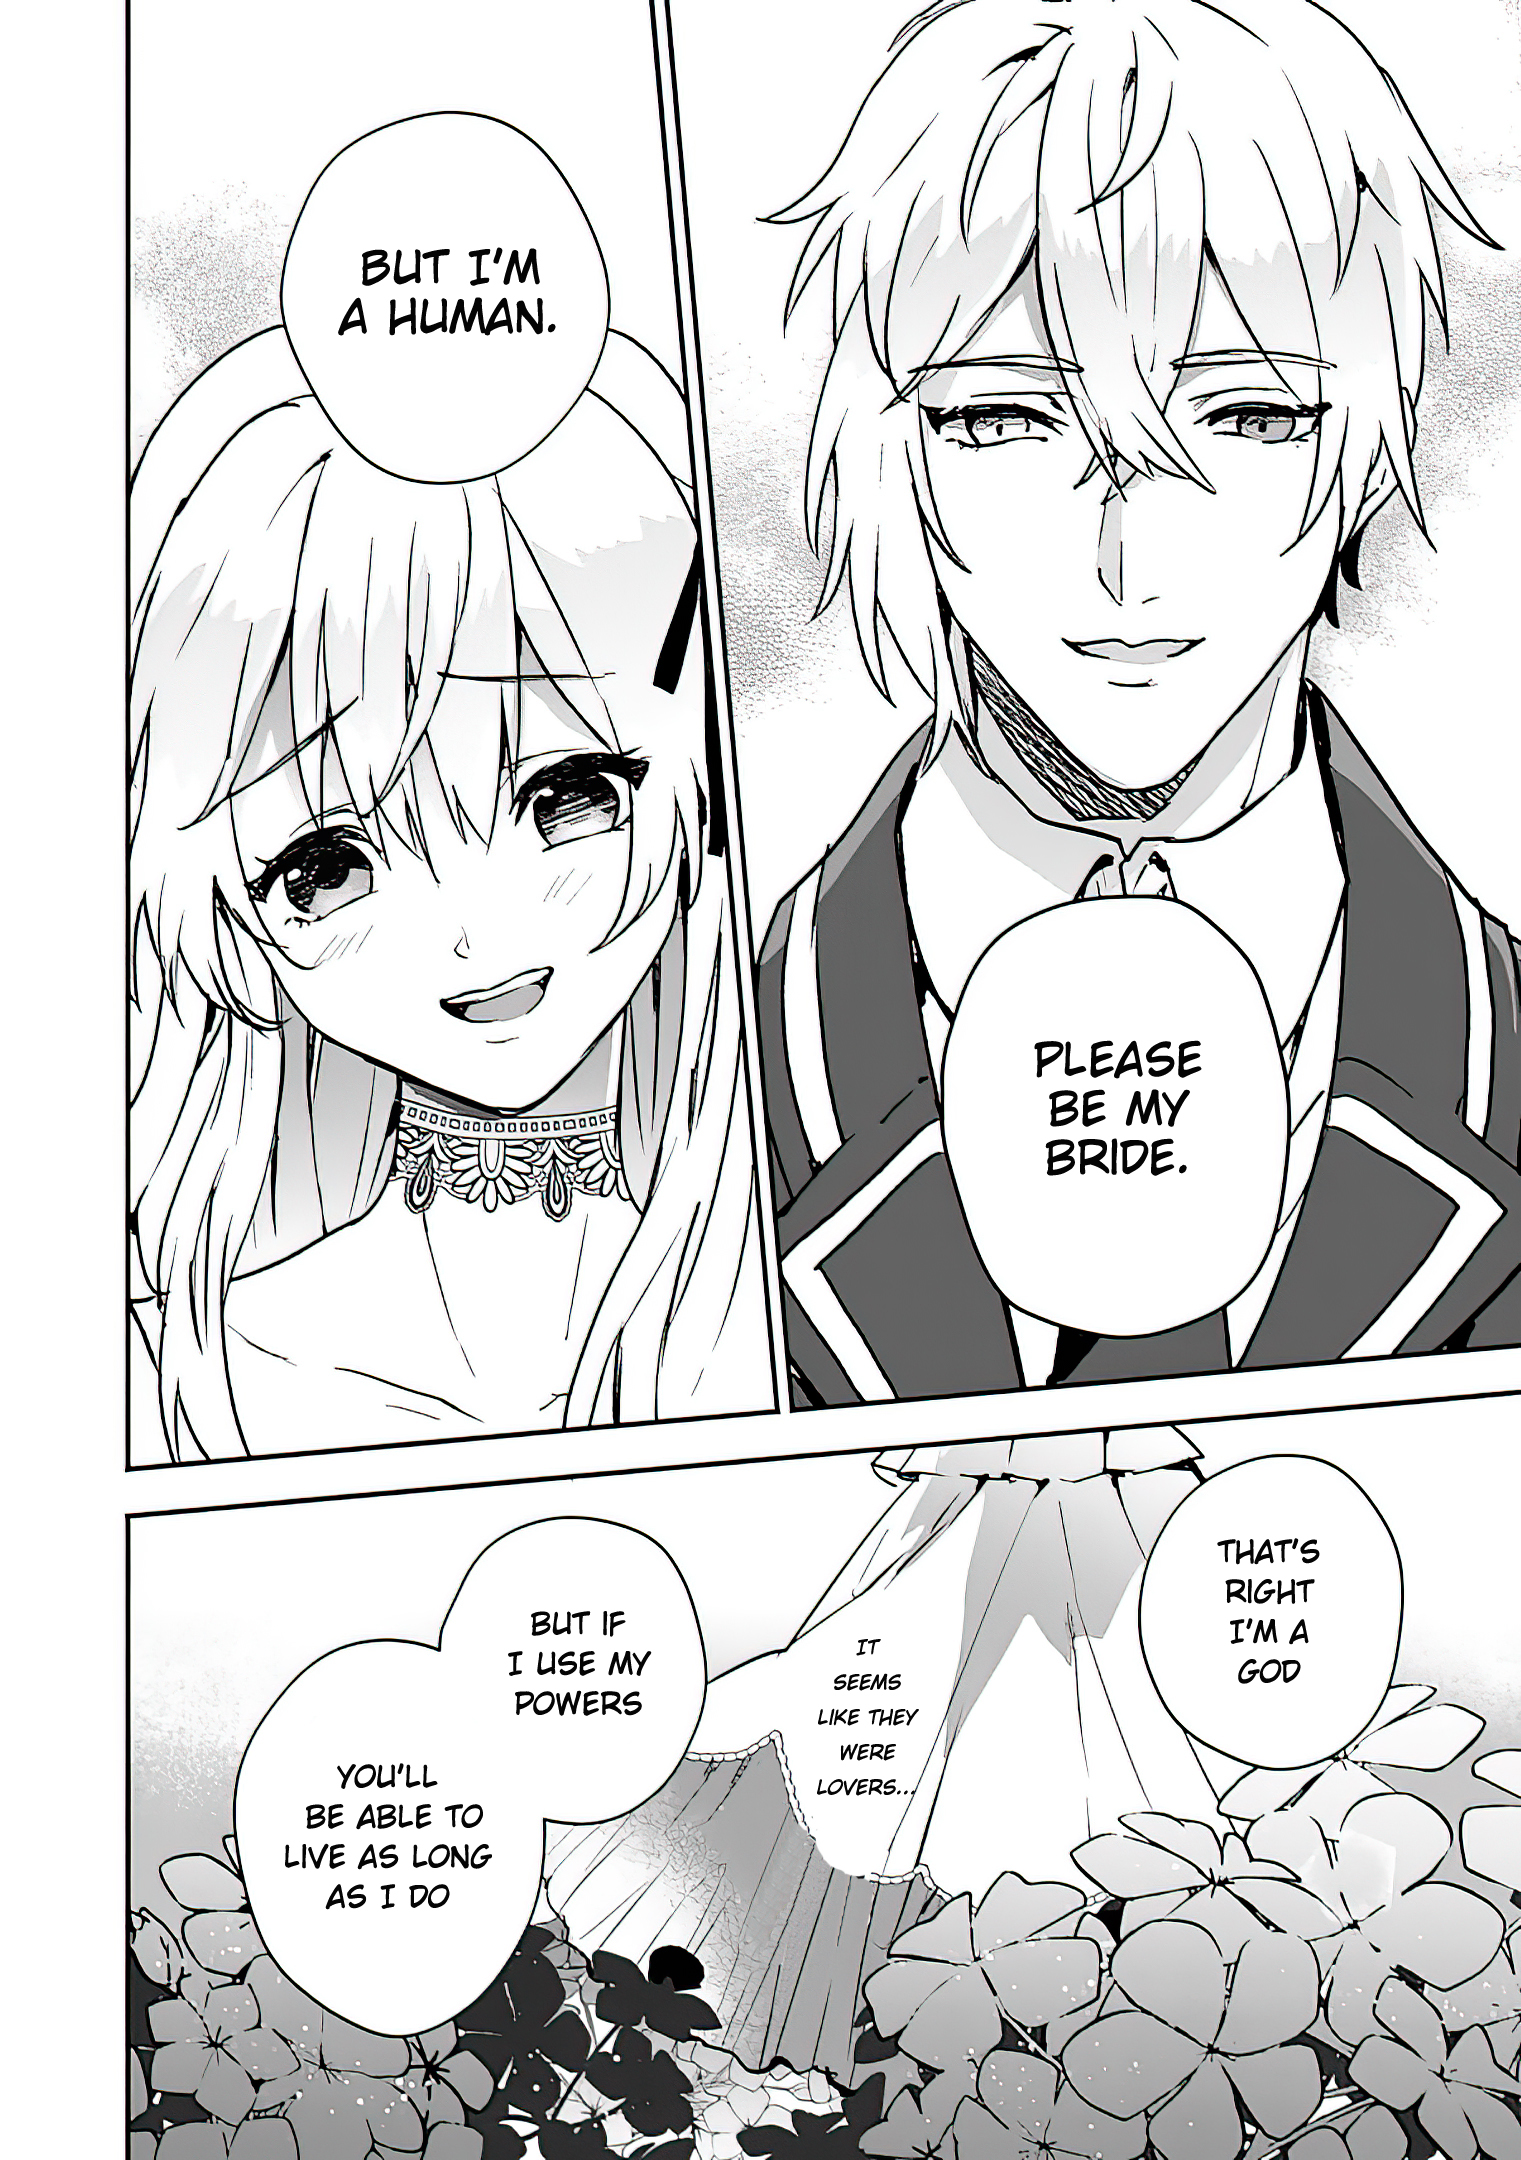 PLEASE
BE MY
BRIDE.
BUT I'M
A HUMAN.
THAT'S
RIGHT
I'M A
GOD
IT
SEEMS
LIKE THEY
WERE
LOVERS...
BUT IF
I USE MY
POWERS
YOU'LL
BE ABLE TO
LIVE AS LONG
AS I DO